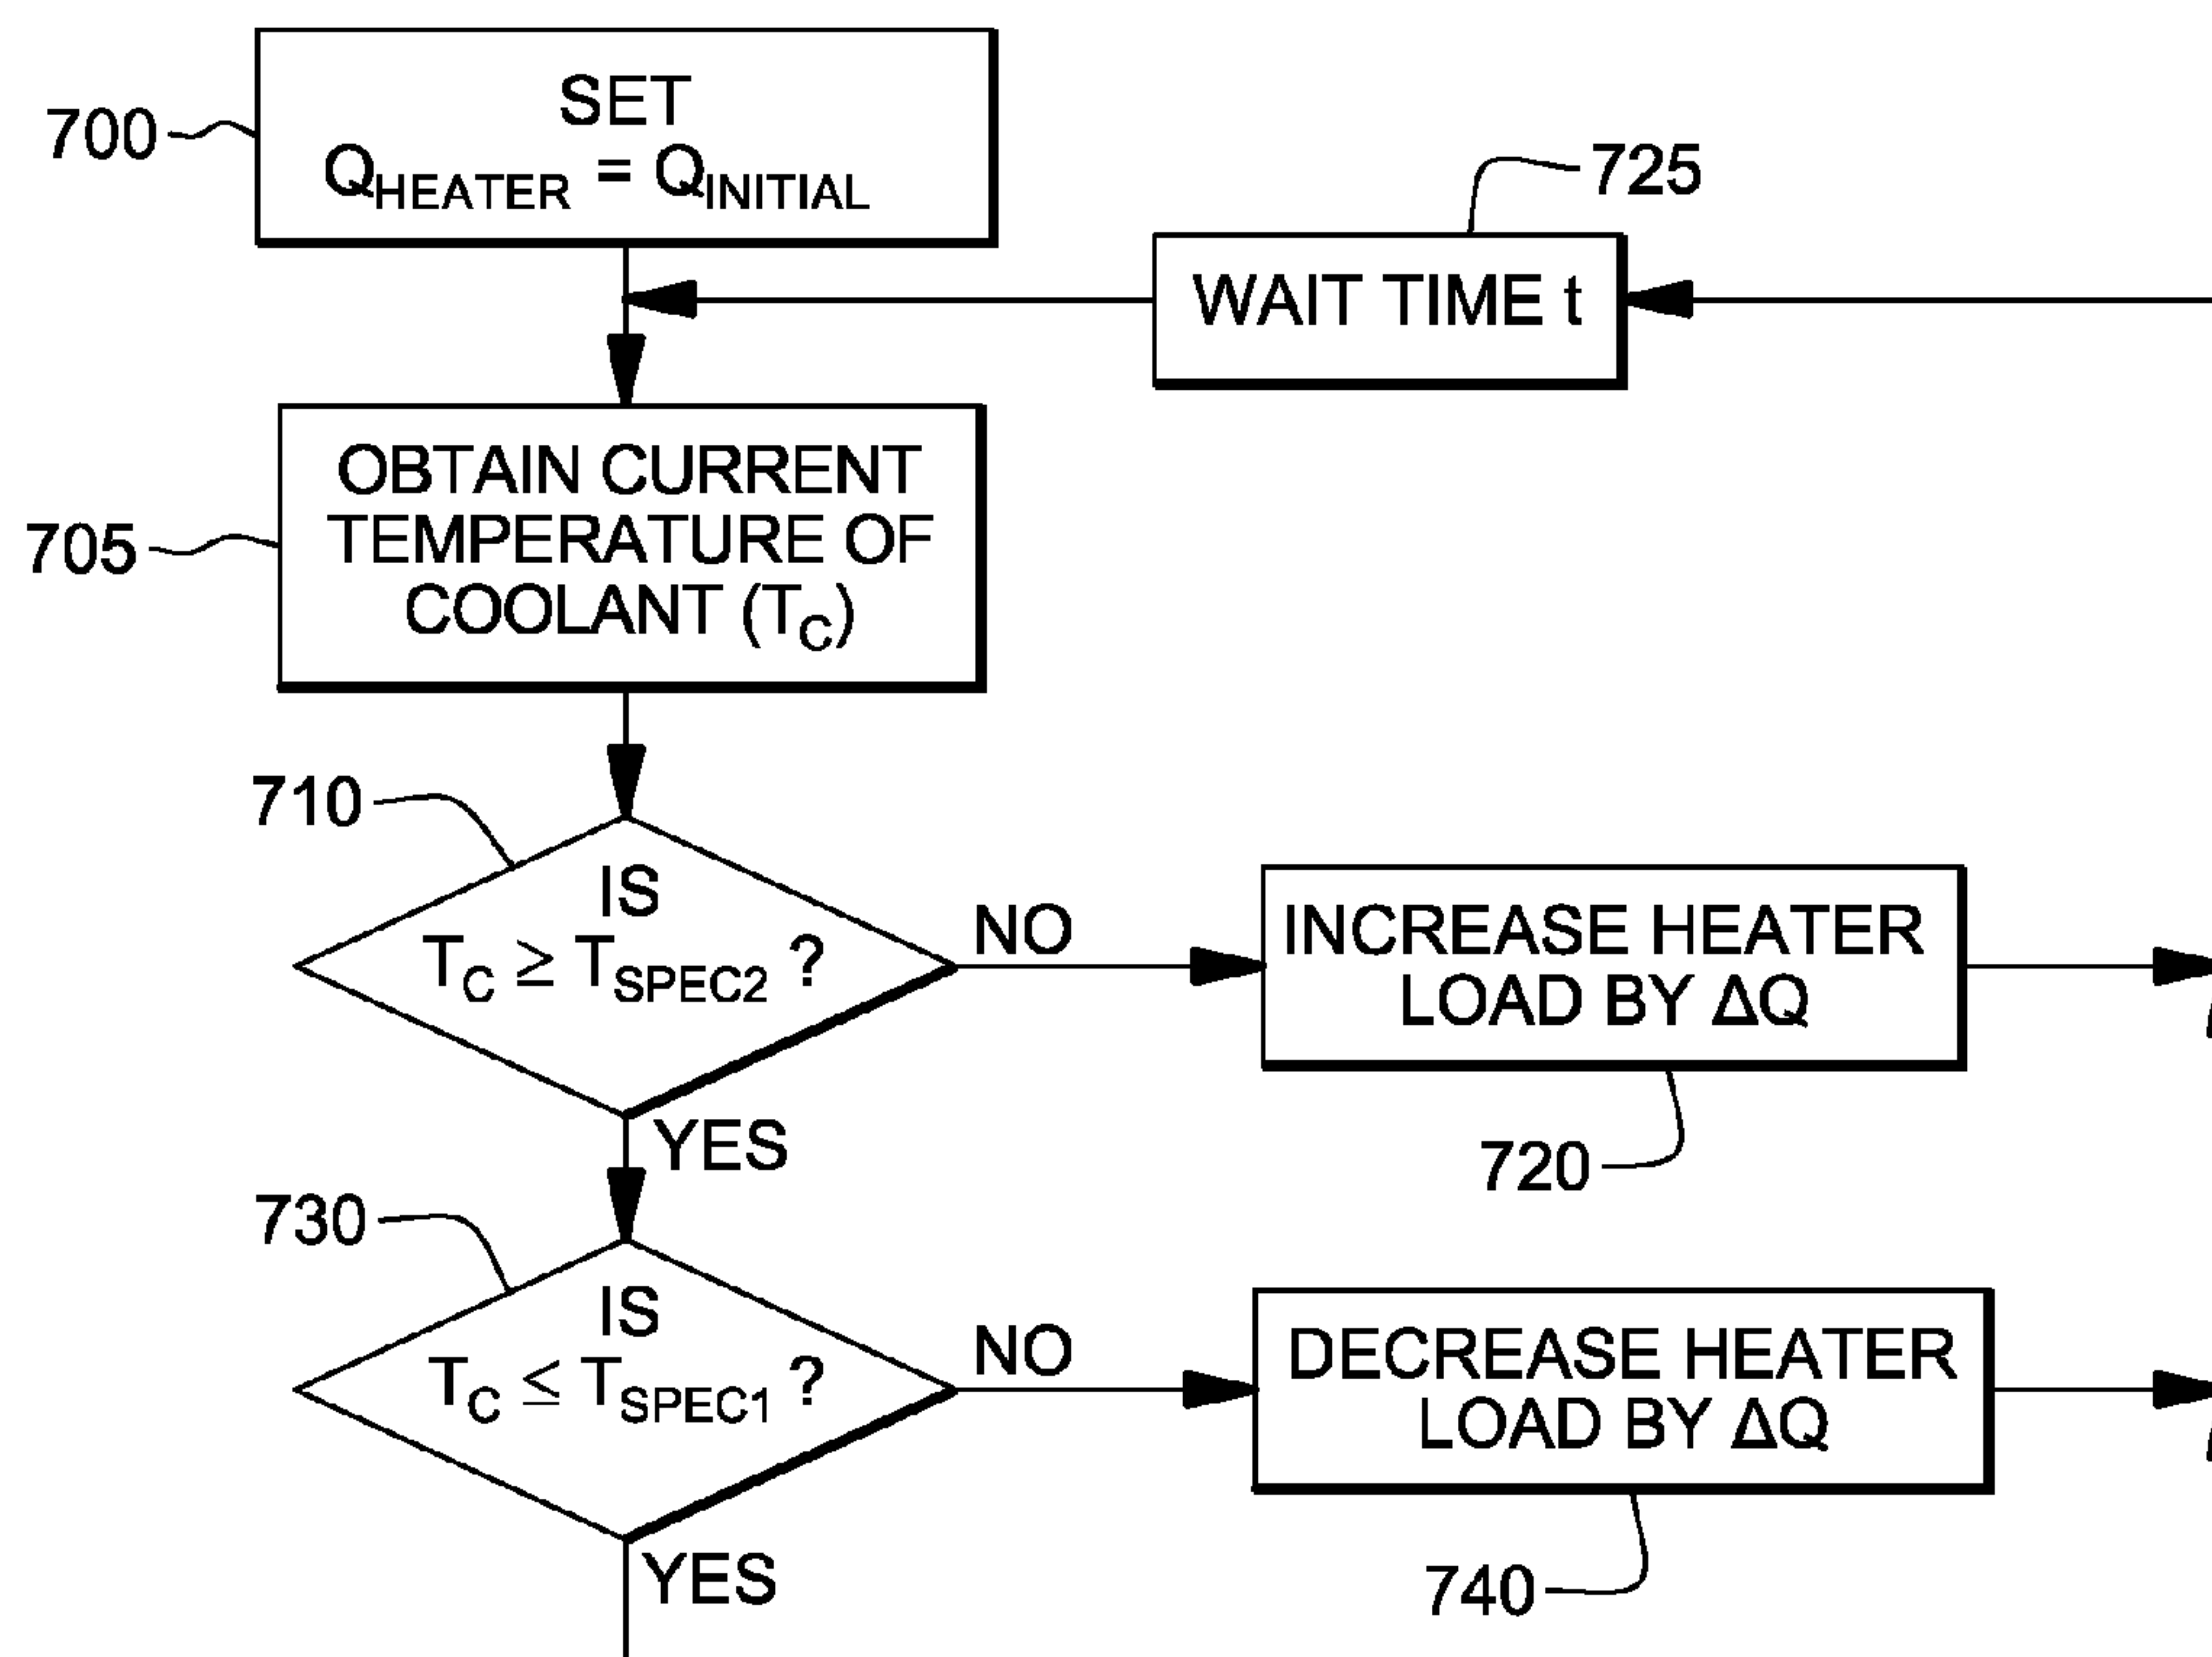 700
SET
QHEATER = QINITIAL
725
WAIT TIME t
705
OBTAIN CURRENT
TEMPERATURE OF
COOLANT (TC)
710
IS
TC ≥ TSPEC2 ?
NO
INCREASE HEATER
LOAD BY ΔQ
720
YES
730
IS
TC ≤ TSPEC1 ?
NO
DECREASE HEATER
LOAD BY ΔQ
740
YES